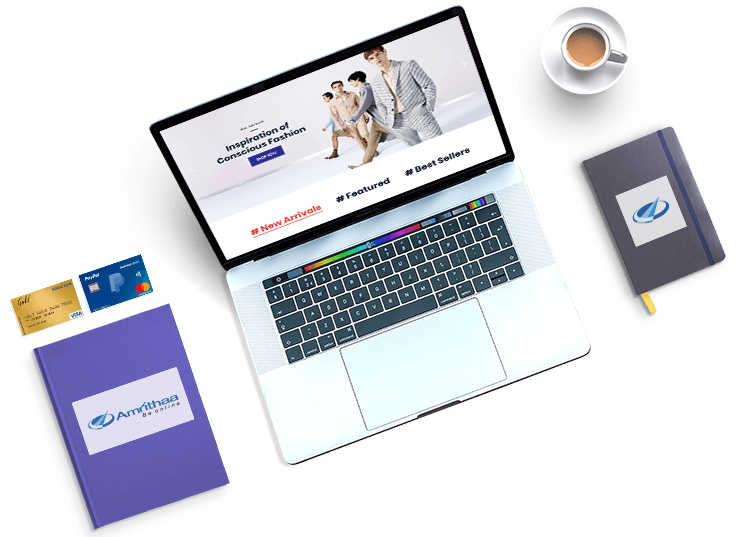 Inspiration of
Conscious Fashion
SHOP NOW
# New Arrivals
# Featured
# Best Sellers
Gold
VISA
PayPal
Amrithaa
Be online